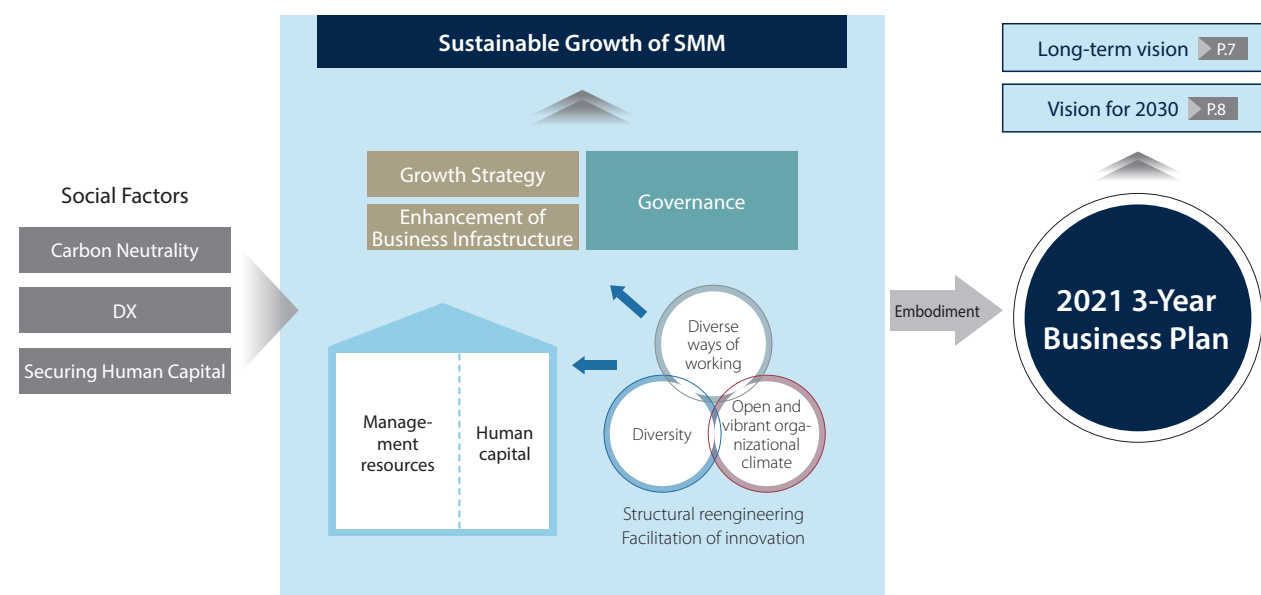 Social Factors
Carbon Neutrality
DX
Securing Human Capital
Sustainable Growth of SMM
Growth Strategy
Enhancement of
Business Infrastructure
Governance
Manage-
ment
resources
Human
capital
Diverse
ways of
working
Diversity
Open and
vibrant orga-
nizational
climate
Structural reengineering
Facilitation of innovation
Embodiment
Long-term vision P.7
Vision for 2030 P.8
2021 3-Year
Business Plan